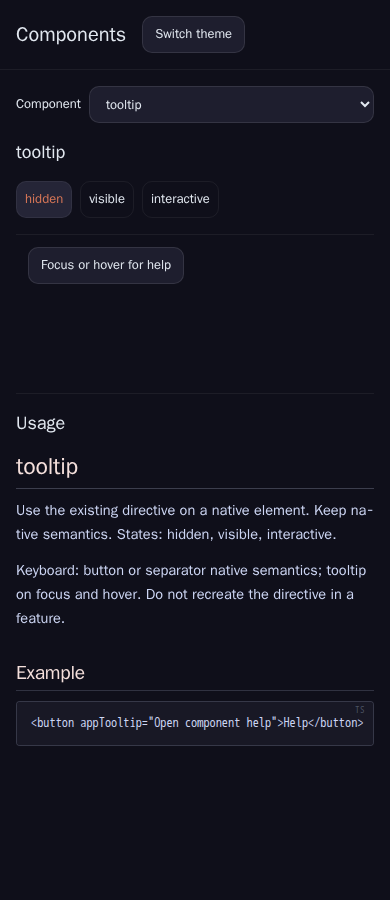 Components
Switch theme
Component
tooltip
tooltip
hidden
visible
interactive
Focus or hover for help
Usage
tooltip
Use the existing directive on a native element. Keep na-
tive semantics. States: hidden, visible, interactive.
Keyboard: button or separator native semantics; tooltip
on focus and hover. Do not recreate the directive in a
feature.
Example
TS
<button appTooltip="Open component help">Help</button>